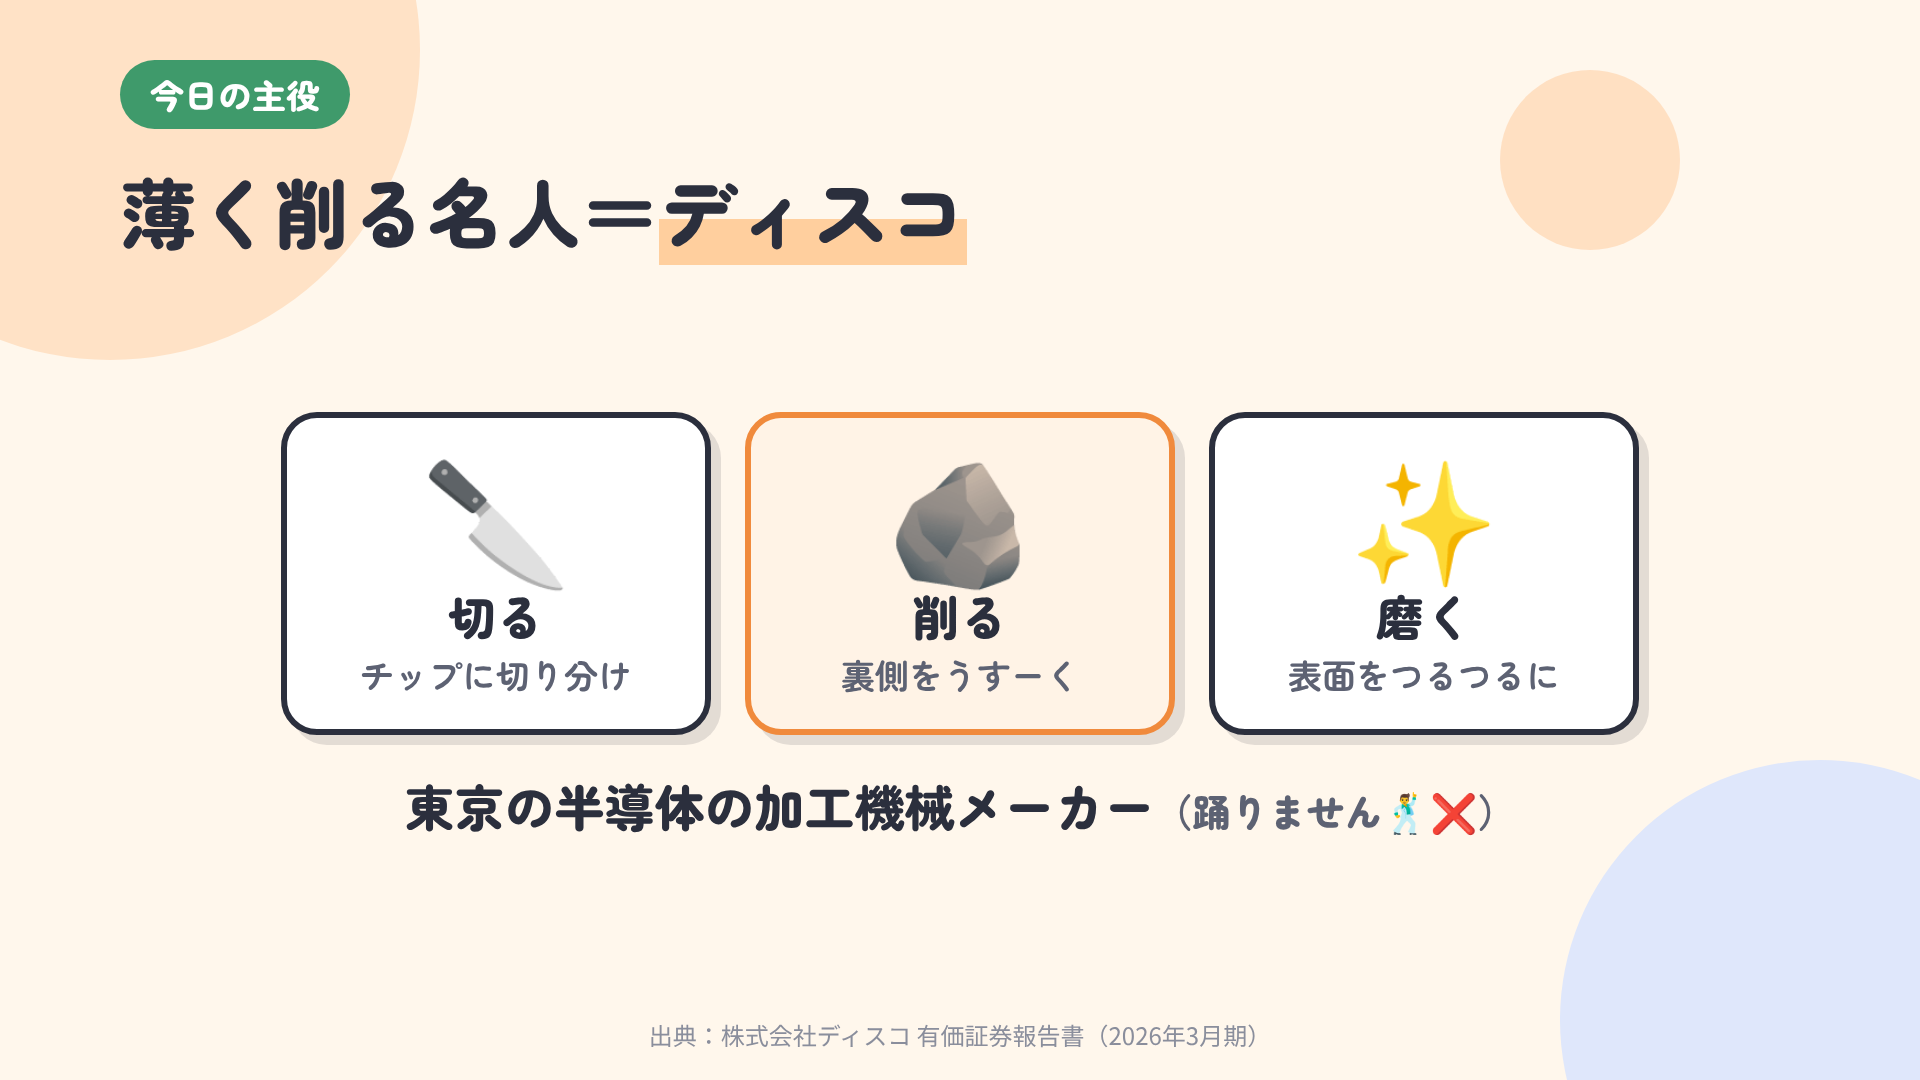 今日の主役
薄く削る名人＝ディスコ
切る
チップに切り分け
削る
裏側をうすーく
磨く
表面をつるつるに
東京の半導体の加工機械メーカー（踊りません🕺❌）
出典：株式会社ディスコ 有価証券報告書（2026年3月期）